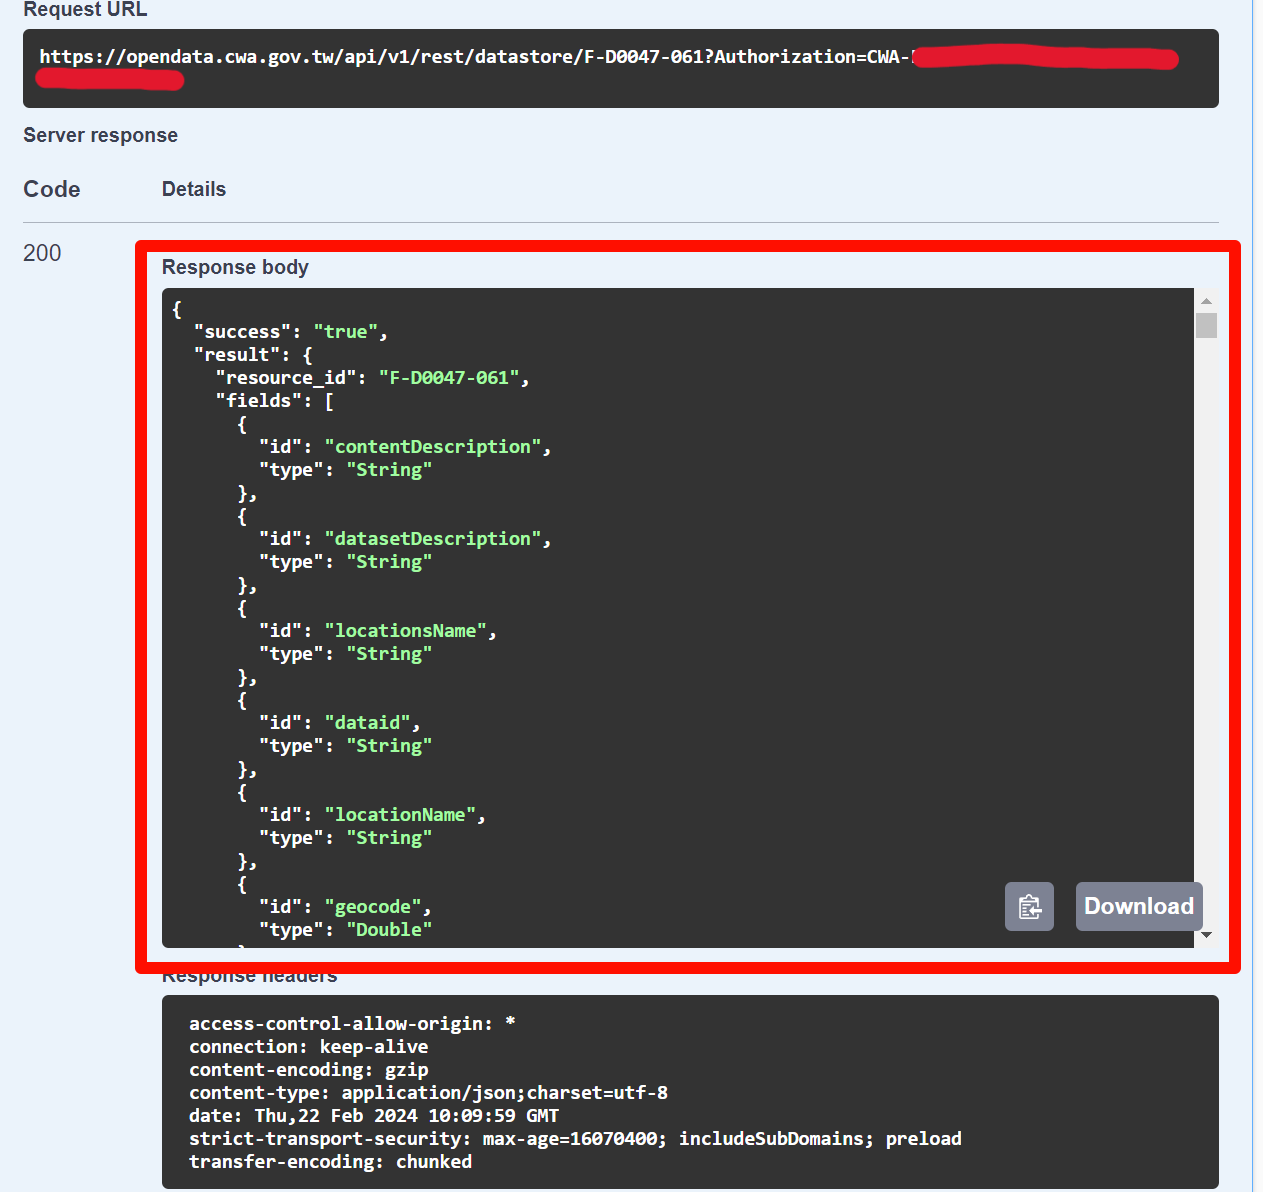 Request URL
https://opendata.cwa.gov.tw/api/v1/rest/datastore/F-D0047-061?Authorization=CWA-
Server response
Code Details
200
Response body
{
"success": "true",
"result": {
"resource_id": "F-D0047-061",
"fields": [
{
"id": "contentDescription",
"type": "String"
},
{
"id": "datasetDescription",
"type": "String"
},
{
"id": "locationsName",
"type": "String"
},
{
"id": "dataid",
"type": "String"
},
{
"id": "locationName",
"type": "String"
},
{
"id": "geocode",
"type": "Double"
Download
Response headers
access-control-allow-origin: *
connection: keep-alive
content-encoding: gzip
content-type: application/json;charset=utf-8
date: Thu,22 Feb 2024 10:09:59 GMT
strict-transport-security: max-age=16070400; includeSubDomains; preload
transfer-encoding: chunked